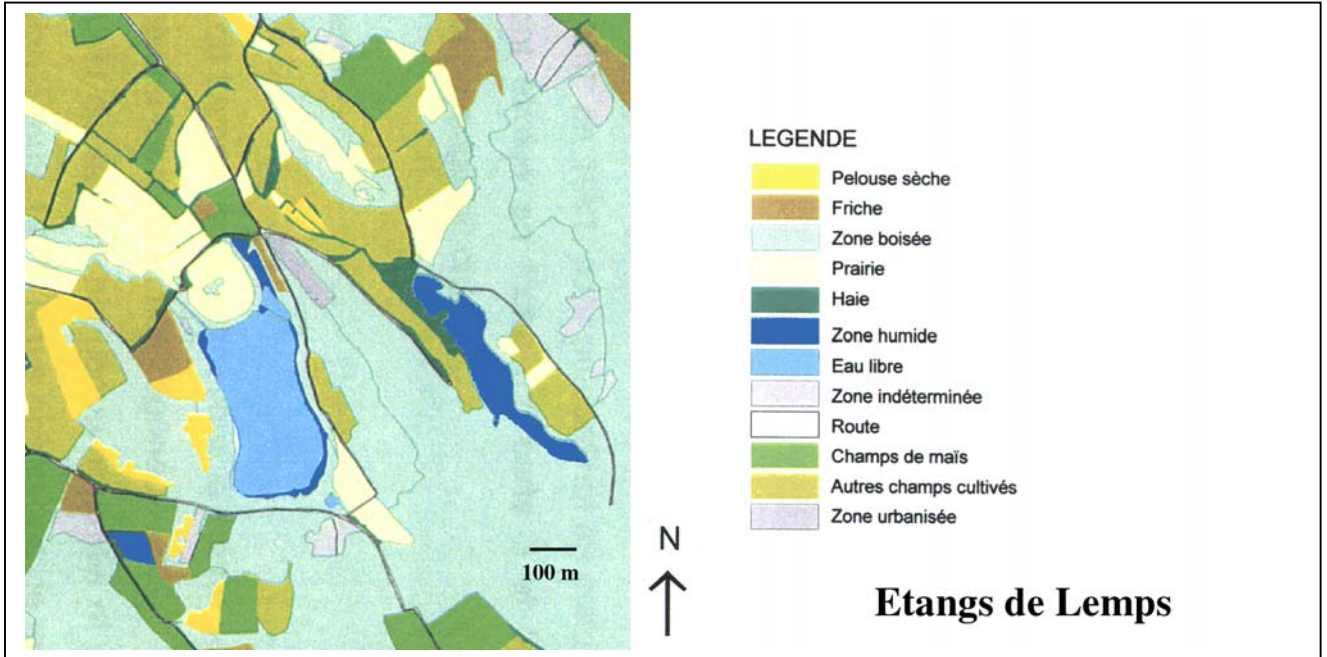 LEGENDE
Pelouse sèche
Friche
Zone boisée
Prairie
Haie
Zone humide
Eau libre
Zone indéterminée
Route
Champs de maïs
Autres champs cultivés
Zone urbanisée
100 m
N
Etangs de Lemps